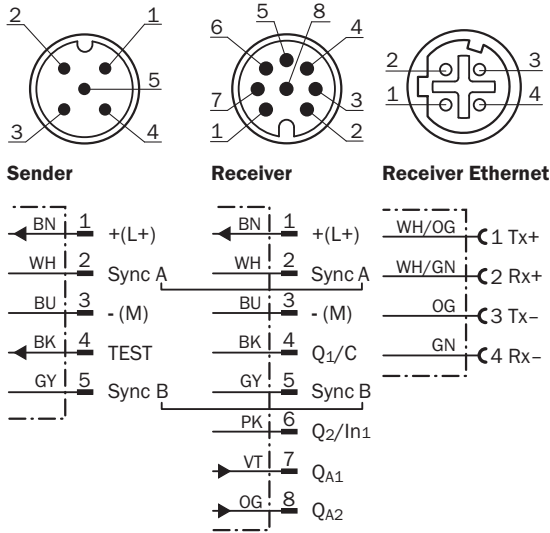 2 1
5
3 4
Sender
BN 1 +(L+)
WH 2 Sync A
BU 3 - (M)
BK 4 TEST
GY 5 Sync B
5 8
6 4
7 3
1 2
Receiver
BN 1 +(L+)
WH 2 Sync A
BU 3 - (M)
BK 4 Q1/C
GY 5 Sync B
PK 6 Q2/In1
VT 7 QA1
OG 8 QA2
2 3
1 4
Receiver Ethernet
WH/OG 1 Tx+
WH/GN 2 Rx+
OG 3 Tx–
GN 4 Rx–